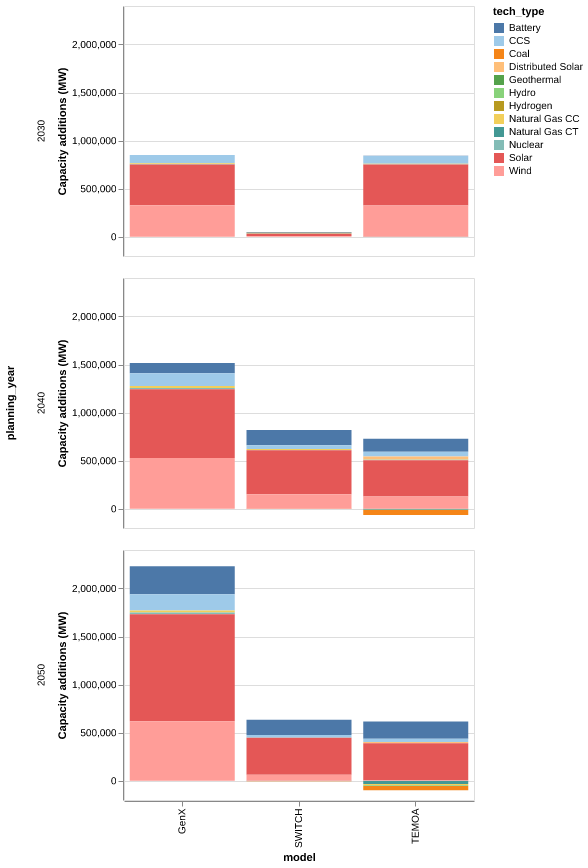 tech_type
Battery
CCS
Coal
Distributed Solar
Geothermal
Hydro
Hydrogen
Natural Gas CC
Natural Gas CT
Nuclear
Solar
Wind
planning_year
2030
Capacity additions (MW)
2,000,000
1,500,000
1,000,000
500,000
0
2040
Capacity additions (MW)
2,000,000
1,500,000
1,000,000
500,000
0
2050
Capacity additions (MW)
2,000,000
1,500,000
1,000,000
500,000
0
GenX
SWITCH
TEMOA
model